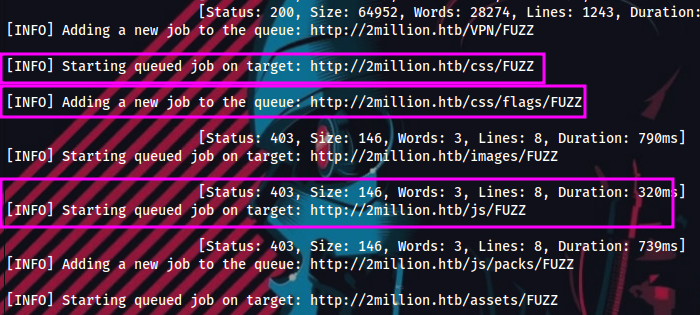 [Status: 200, Size: 64952, Words: 28274, Lines: 1243, Duration:
[INFO] Adding a new job to the queue: http://2million.htb/VPN/FUZZ
[INFO] Starting queued job on target: http://2million.htb/css/FUZZ
[INFO] Adding a new job to the queue: http://2million.htb/css/flags/FUZZ
[Status: 403, Size: 146, Words: 3, Lines: 8, Duration: 790ms]
[INFO] Starting queued job on target: http://2million.htb/images/FUZZ
[Status: 403, Size: 146, Words: 3, Lines: 8, Duration: 320ms]
[INFO] Starting queued job on target: http://2million.htb/js/FUZZ
[Status: 403, Size: 146, Words: 3, Lines: 8, Duration: 739ms]
[INFO] Adding a new job to the queue: http://2million.htb/js/packs/FUZZ
[INFO] Starting queued job on target: http://2million.htb/assets/FUZZ